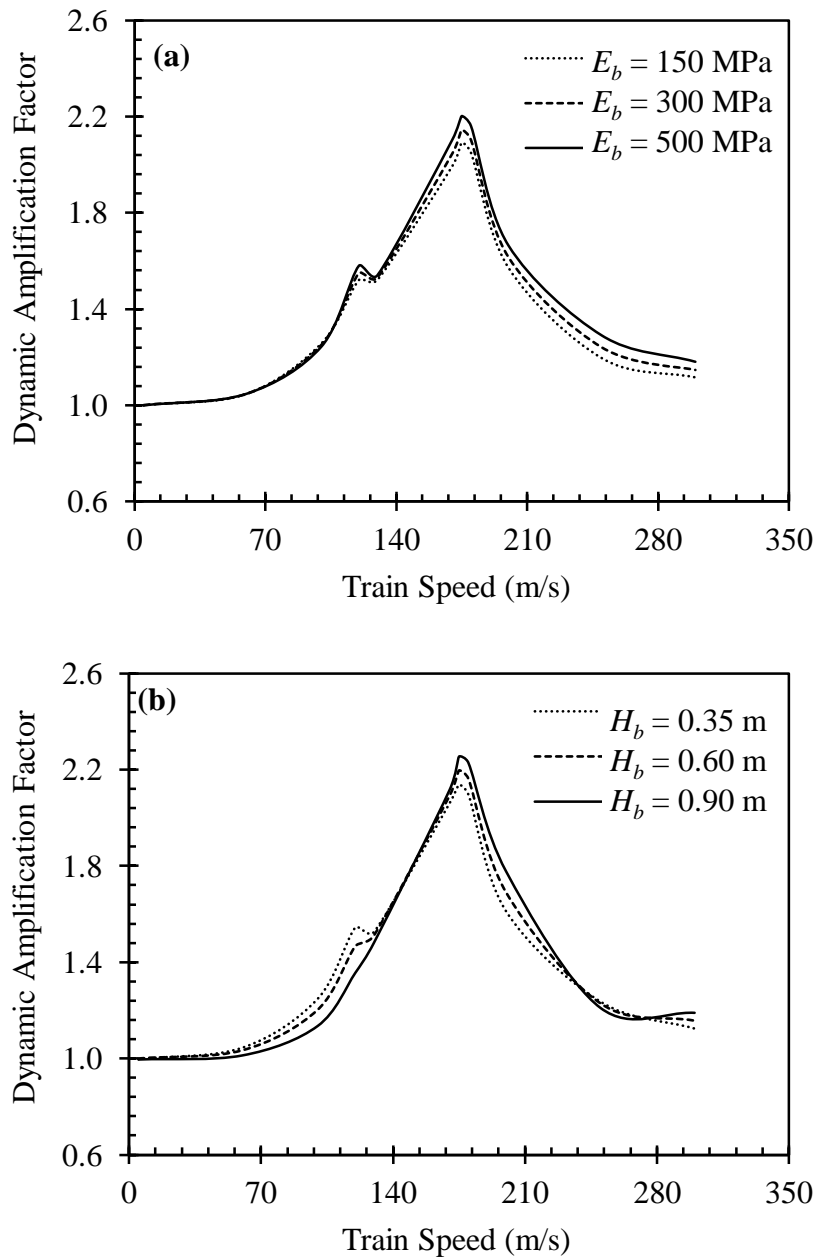 (a)
E_b = 150 MPa
E_b = 300 MPa
E_b = 500 MPa
Dynamic Amplification Factor
2.6
2.2
1.8
1.4
1.0
0.6
0 70 140 210 280 350
Train Speed (m/s)
(b)
H_b = 0.35 m
H_b = 0.60 m
H_b = 0.90 m
Dynamic Amplification Factor
2.6
2.2
1.8
1.4
1.0
0.6
0 70 140 210 280 350
Train Speed (m/s)